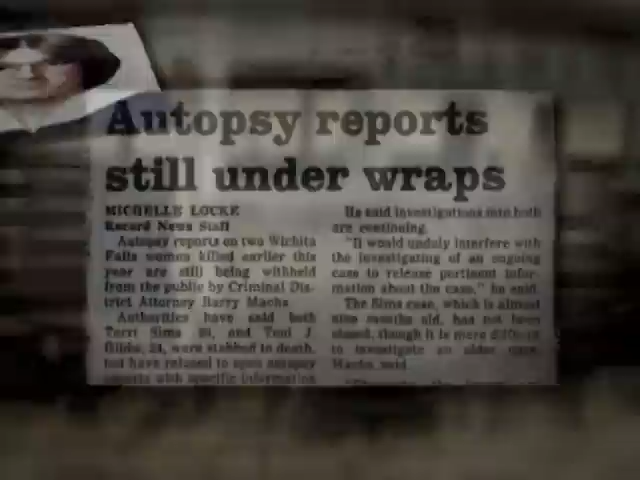 Autopsy reports
still under wraps
MICHELLE LOCKE
Record News Staff
Autopsy reports on two Wichita
Falls women killed earlier this
year are still being withheld
from the public by Criminal Dis-
trict Attorney Barry Macha.
Authorities have said both
Terri Sims and Toni J.
Gibbs, 24, were stabbed to death,
but have refused to open autopsy
reports with specific information
He said investigations into both
are continuing.
"It would unduly interfere with
the investigating of an ongoing
case to release pertinent infor-
mation about the case," he said.
The Sims case, which is almost
nine months old, has not been
closed, though it is more difficult
to investigate an older case,
Macha said.